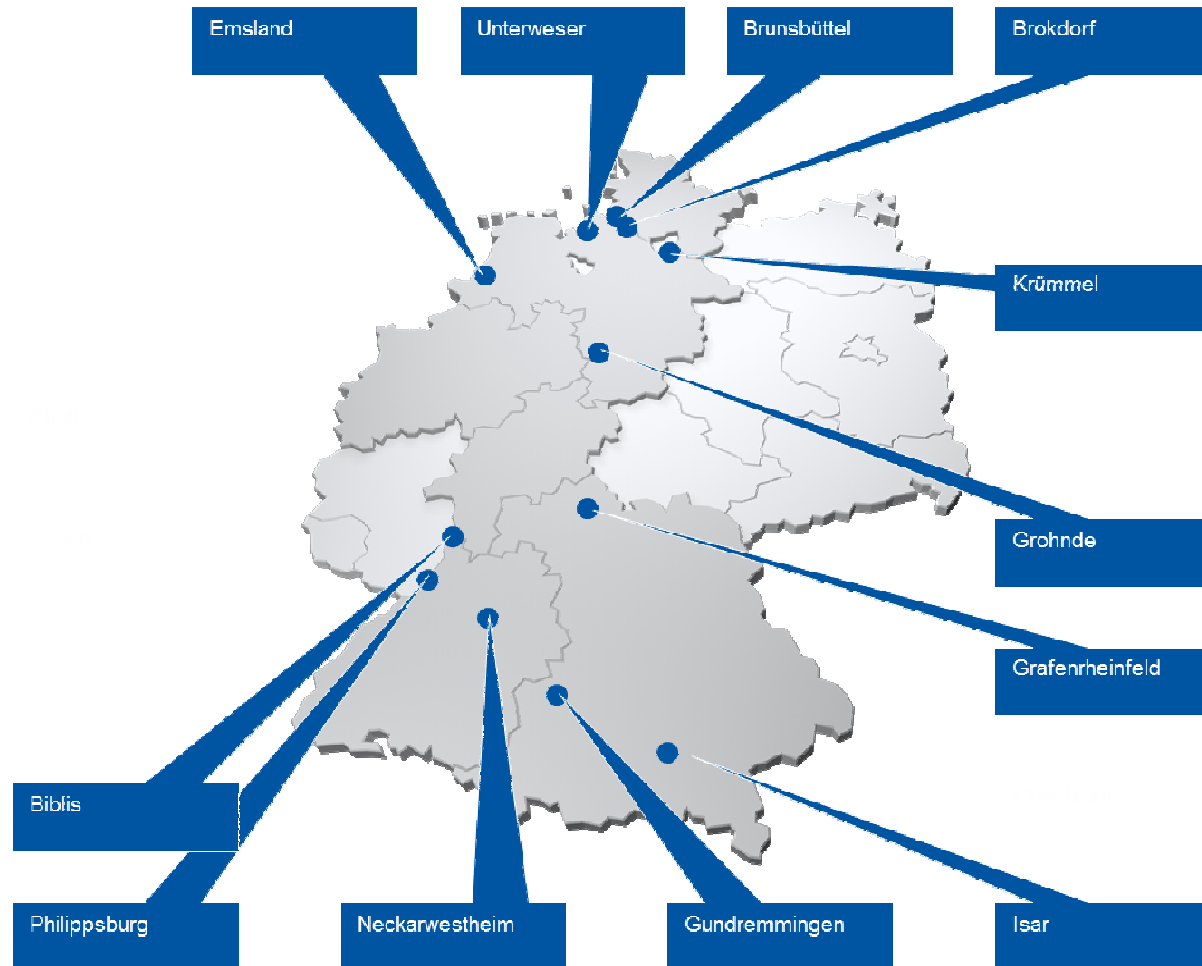 Emsland
Unterweser
Brunsbüttel
Brokdorf
Krümmel
Grohnde
Grafenrheinfeld
Biblis
Philippsburg
Neckarwestheim
Gundremmingen
Isar